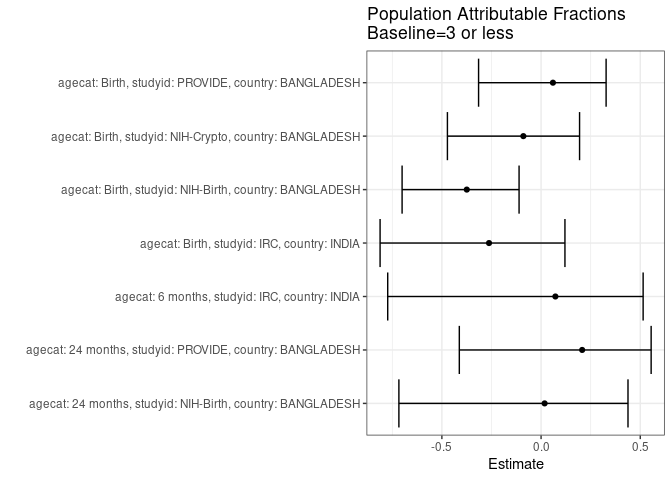 Population Attributable Fractions
Baseline=3 or less
agecat: Birth, studyid: PROVIDE, country: BANGLADESH
agecat: Birth, studyid: NIH-Crypto, country: BANGLADESH
agecat: Birth, studyid: NIH-Birth, country: BANGLADESH
agecat: Birth, studyid: IRC, country: INDIA
agecat: 6 months, studyid: IRC, country: INDIA
agecat: 24 months, studyid: PROVIDE, country: BANGLADESH
agecat: 24 months, studyid: NIH-Birth, country: BANGLADESH
-0.5 0.0 0.5
Estimate